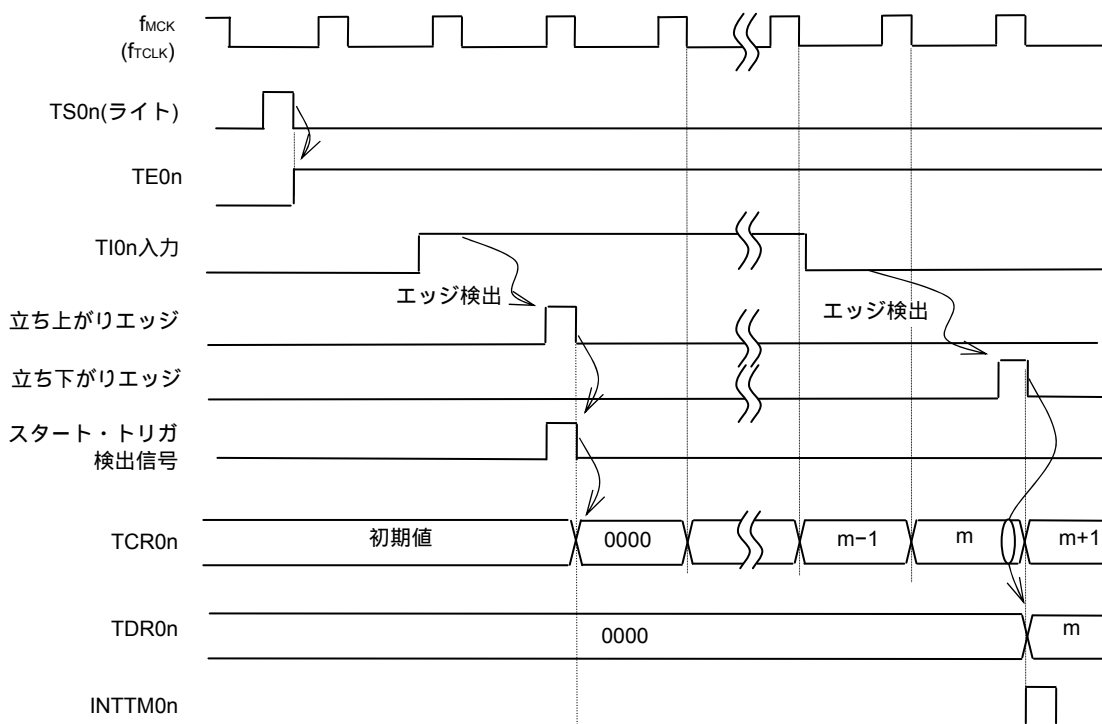 fMCK
(fTCLK)
TS0n(ライト)
TE0n
TI0n入力
エッジ検出
エッジ検出
立ち上がりエッジ
立ち下がりエッジ
スタート・トリガ
検出信号
TCR0n
初期値
0000
m−1
m
m+1
TDR0n
0000
m
INTTM0n